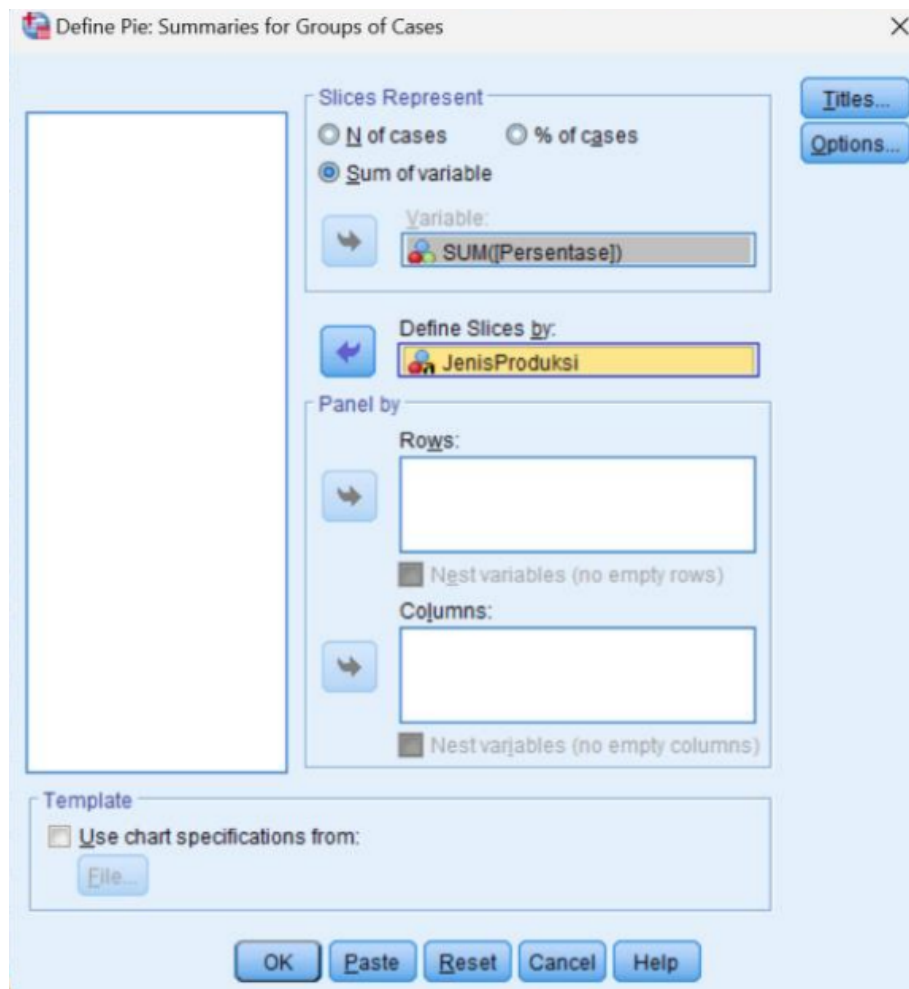 Define Pie: Summaries for Groups of Cases
Slices Represent
N of cases
% of cases
Sum of variable
Variable:
SUM([Persentase])
Define Slices by:
JenisProduksi
Panel by
Rows:
Nest variables (no empty rows)
Columns:
Nest variables (no empty columns)
Titles...
Options...
Template
Use chart specifications from:
File...
OK
Paste
Reset
Cancel
Help